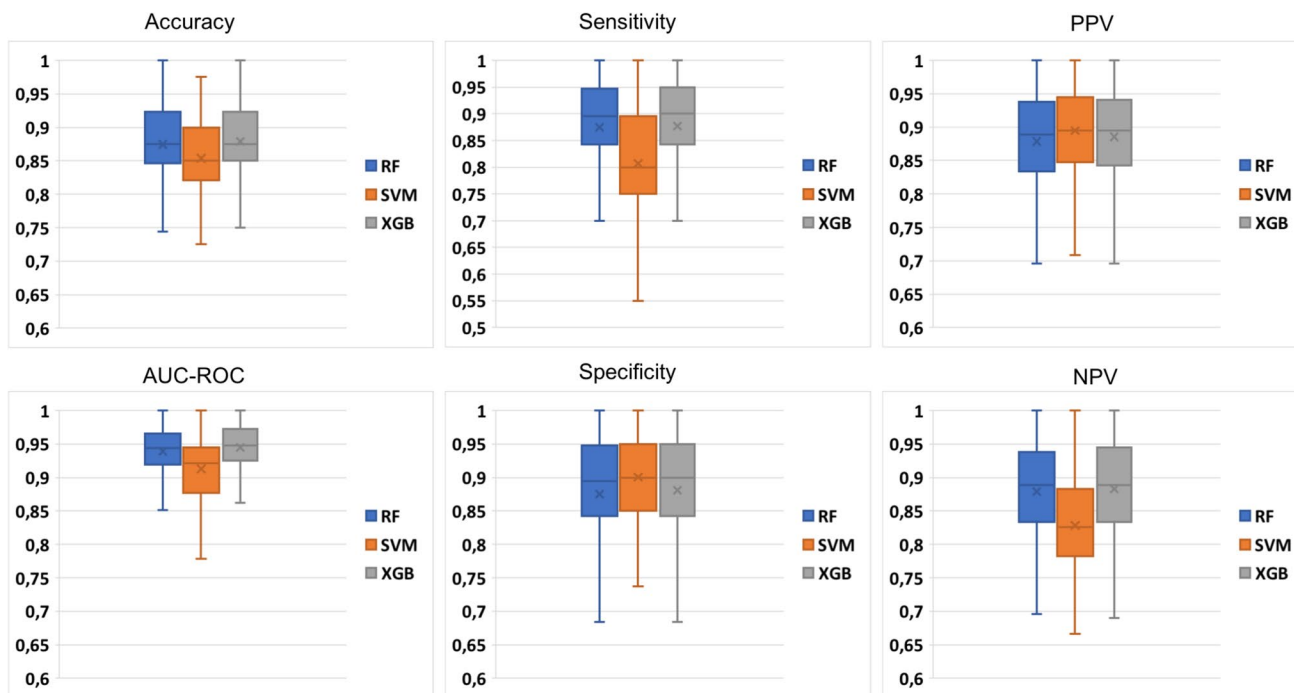 Accuracy
1
0,95
0,9
0,85
0,8
0,75
0,7
0,65
0,6
RF
SVM
XGB
Sensitivity
1
0,95
0,9
0,85
0,8
0,75
0,7
0,65
0,6
0,55
0,5
RF
SVM
XGB
PPV
1
0,95
0,9
0,85
0,8
0,75
0,7
0,65
0,6
RF
SVM
XGB
AUC-ROC
1
0,95
0,9
0,85
0,8
0,75
0,7
0,65
0,6
RF
SVM
XGB
Specificity
1
0,95
0,9
0,85
0,8
0,75
0,7
0,65
0,6
RF
SVM
XGB
NPV
1
0,95
0,9
0,85
0,8
0,75
0,7
0,65
0,6
RF
SVM
XGB